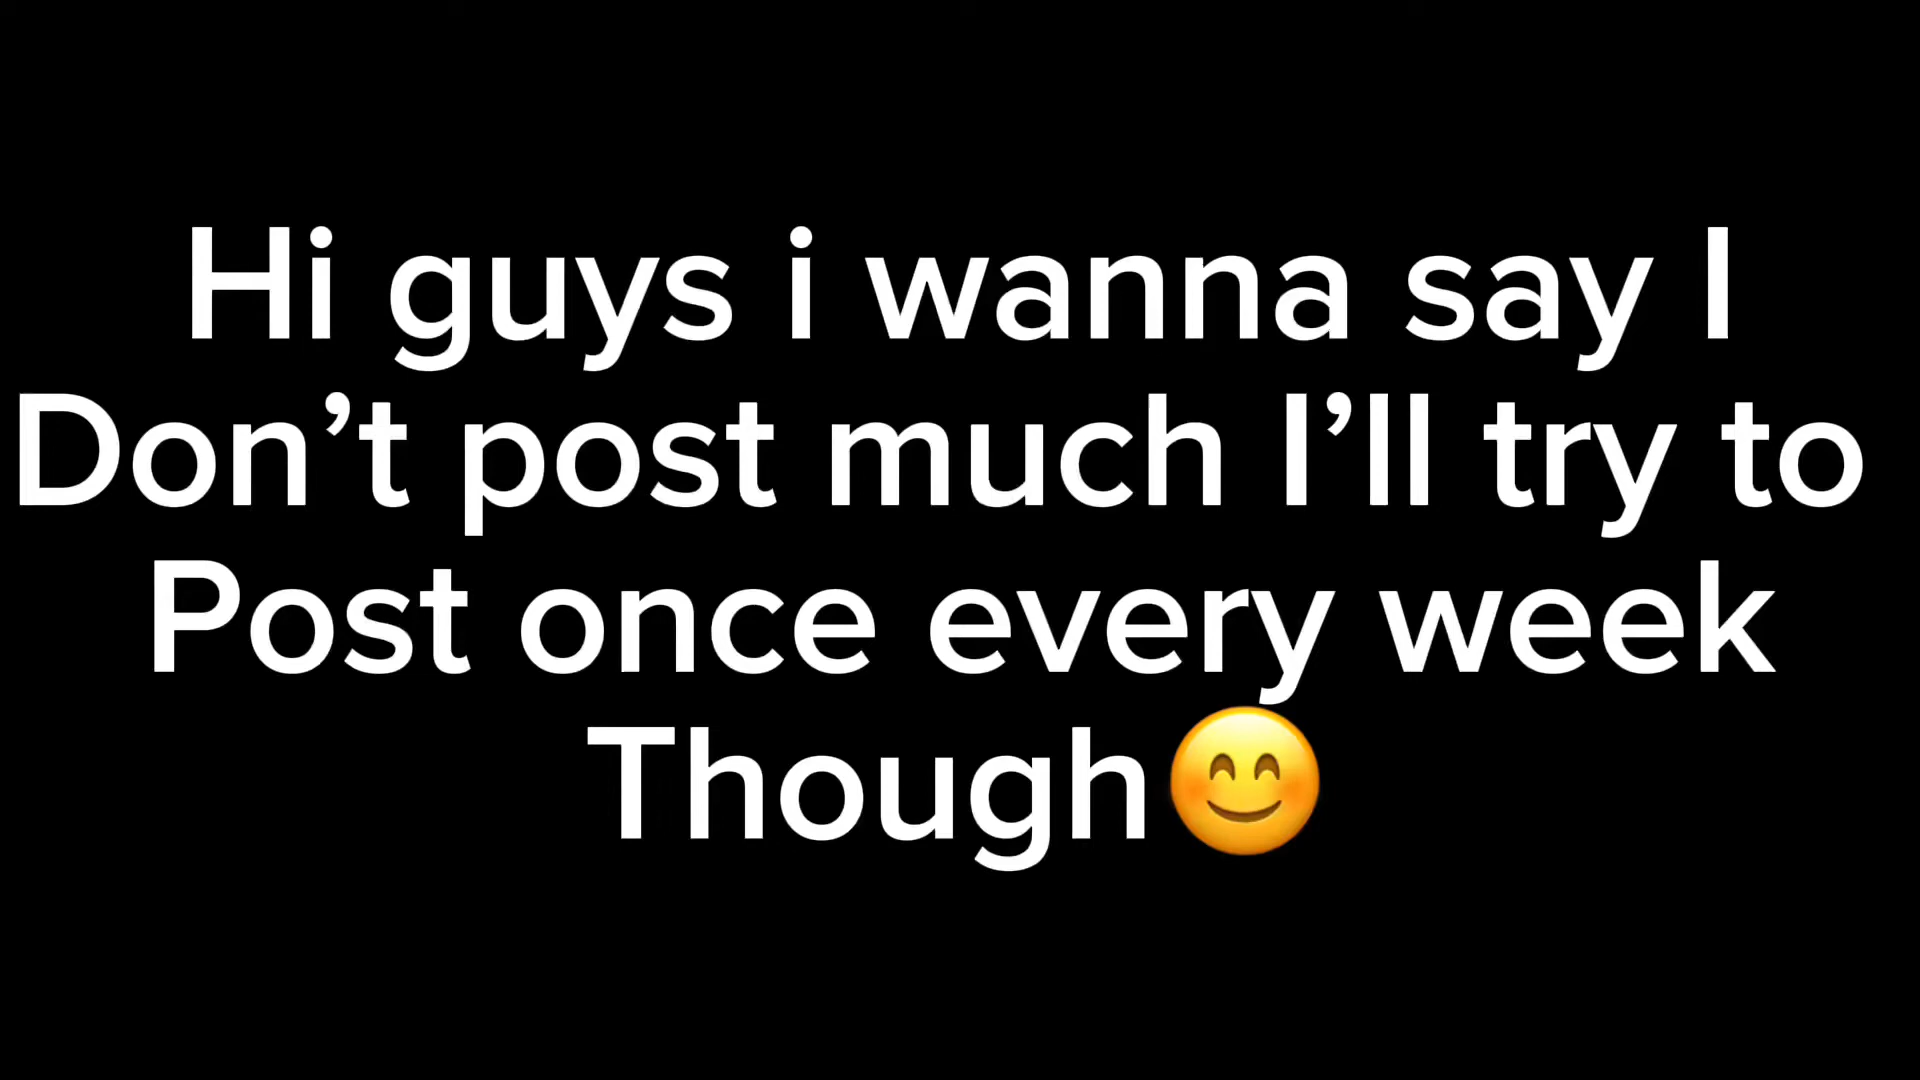 Hi guys i wanna say I
Don’t post much I’ll try to
Post once every week
Though😊